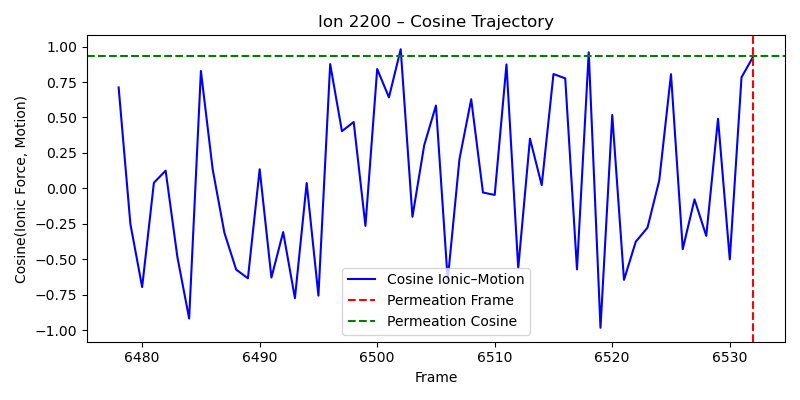 Ion 2200 – Cosine Trajectory
Cosine(Ionic Force, Motion)
1.00
0.75
0.50
0.25
0.00
−0.25
−0.50
−0.75
−1.00
Cosine Ionic–Motion
Permeation Frame
Permeation Cosine
6480 6490 6500 6510 6520 6530
Frame